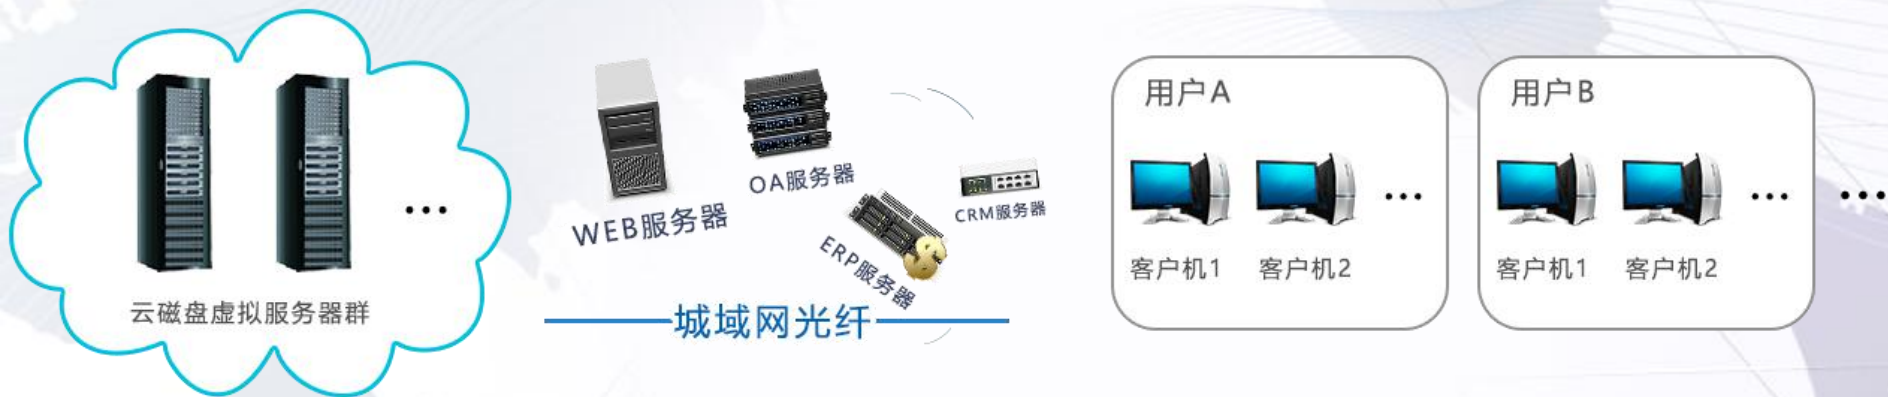 云磁盘虚拟服务器群
...
WEB服务器
OA服务器
ERP服务器
CRM服务器
城域网光纤
用户A
客户机1
客户机2
...
用户B
客户机1
客户机2
...
...